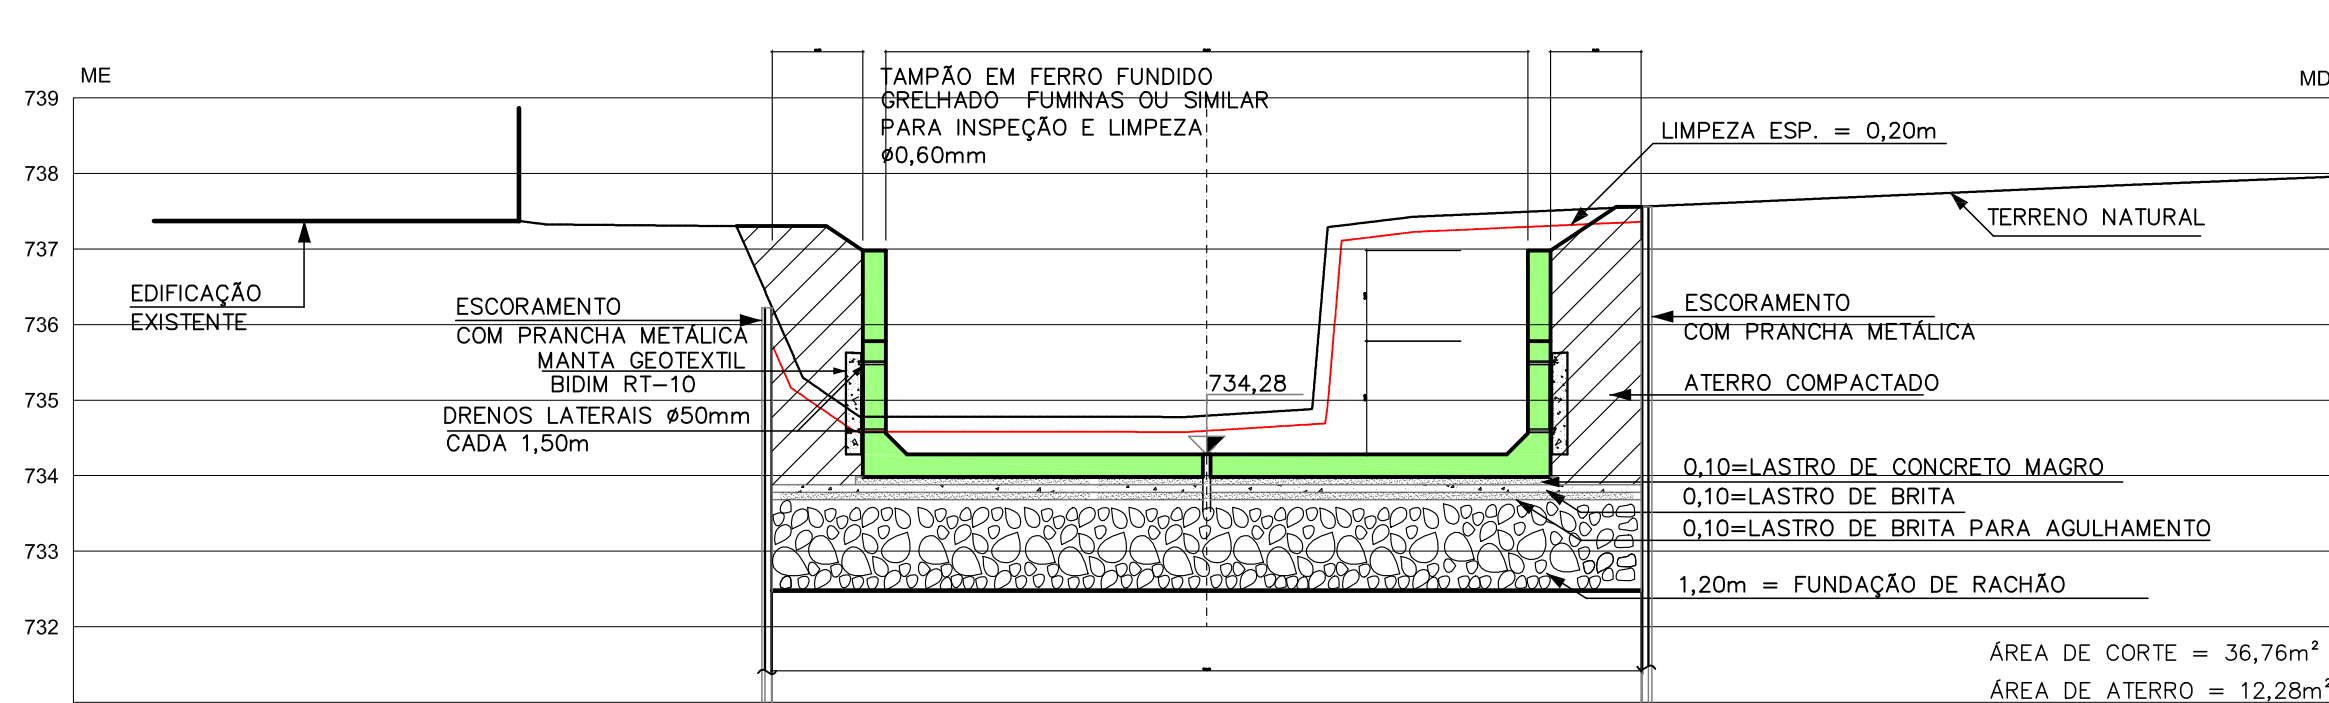 ME
MD
TAMPÃO EM FERRO FUNDIDO
GRELHADO FUMINAS OU SIMILAR
PARA INSPEÇÃO E LIMPEZA
ø0,60mm
739
738
737
736
735
734
733
732
LIMPEZA ESP. = 0,20m
TERRENO NATURAL
EDIFICAÇÃO
EXISTENTE
ESCORAMENTO
COM PRANCHA METÁLICA
MANTA GEOTEXTIL
BIDIM RT-10
DRENOS LATERAIS ø50mm
CADA 1,50m
734,28
ESCORAMENTO
COM PRANCHA METÁLICA
ATERRO COMPACTADO
0,10=LASTRO DE CONCRETO MAGRO
0,10=LASTRO DE BRITA
0,10=LASTRO DE BRITA PARA AGULHAMENTO
1,20m = FUNDAÇÃO DE RACHÃO
ÁREA DE CORTE = 36,76m²
ÁREA DE ATERRO = 12,28m²